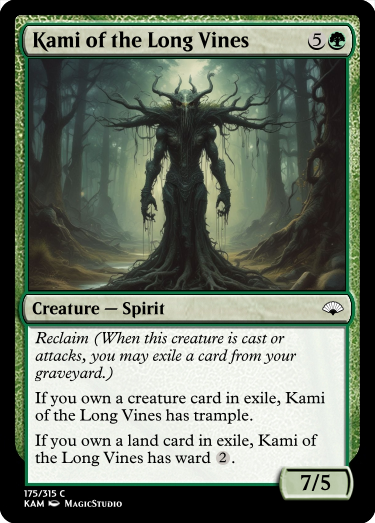 Kami of the Long Vines 5
Creature — Spirit
Reclaim (When this creature is cast or
attacks, you may exile a card from your
graveyard.)
If you own a creature card in exile, Kami
of the Long Vines has trample.
If you own a land card in exile, Kami of
the Long Vines has ward 2.
7/5
175/315 C
KAM MagicStudio